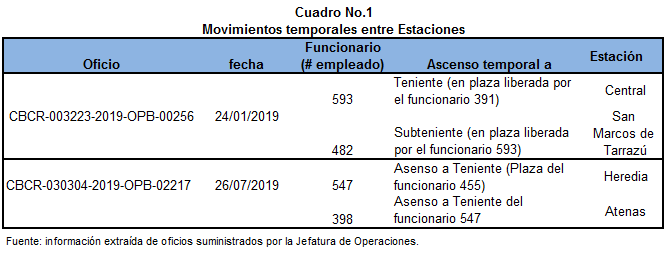 Cuadro No.1
Movimientos temporales entre Estaciones
Oficio fecha Funcionario (# empleado) Ascenso temporal a Estación
CBCR-003223-2019-OPB-00256 24/01/2019
593 Teniente (en plaza liberada por
el funcionario 391) Central
482 Subteniente (en plaza liberada
por el funcionario 593) San
Marcos de
Tarrazú
CBCR-030304-2019-OPB-02217 26/07/2019
547 Asenso a Teniente (Plaza del
funcionario 455) Heredia
398 Asenso a Teniente del
funcionario 547 Atenas
Fuente: información extraída de oficios suministrados por la Jefatura de Operaciones.